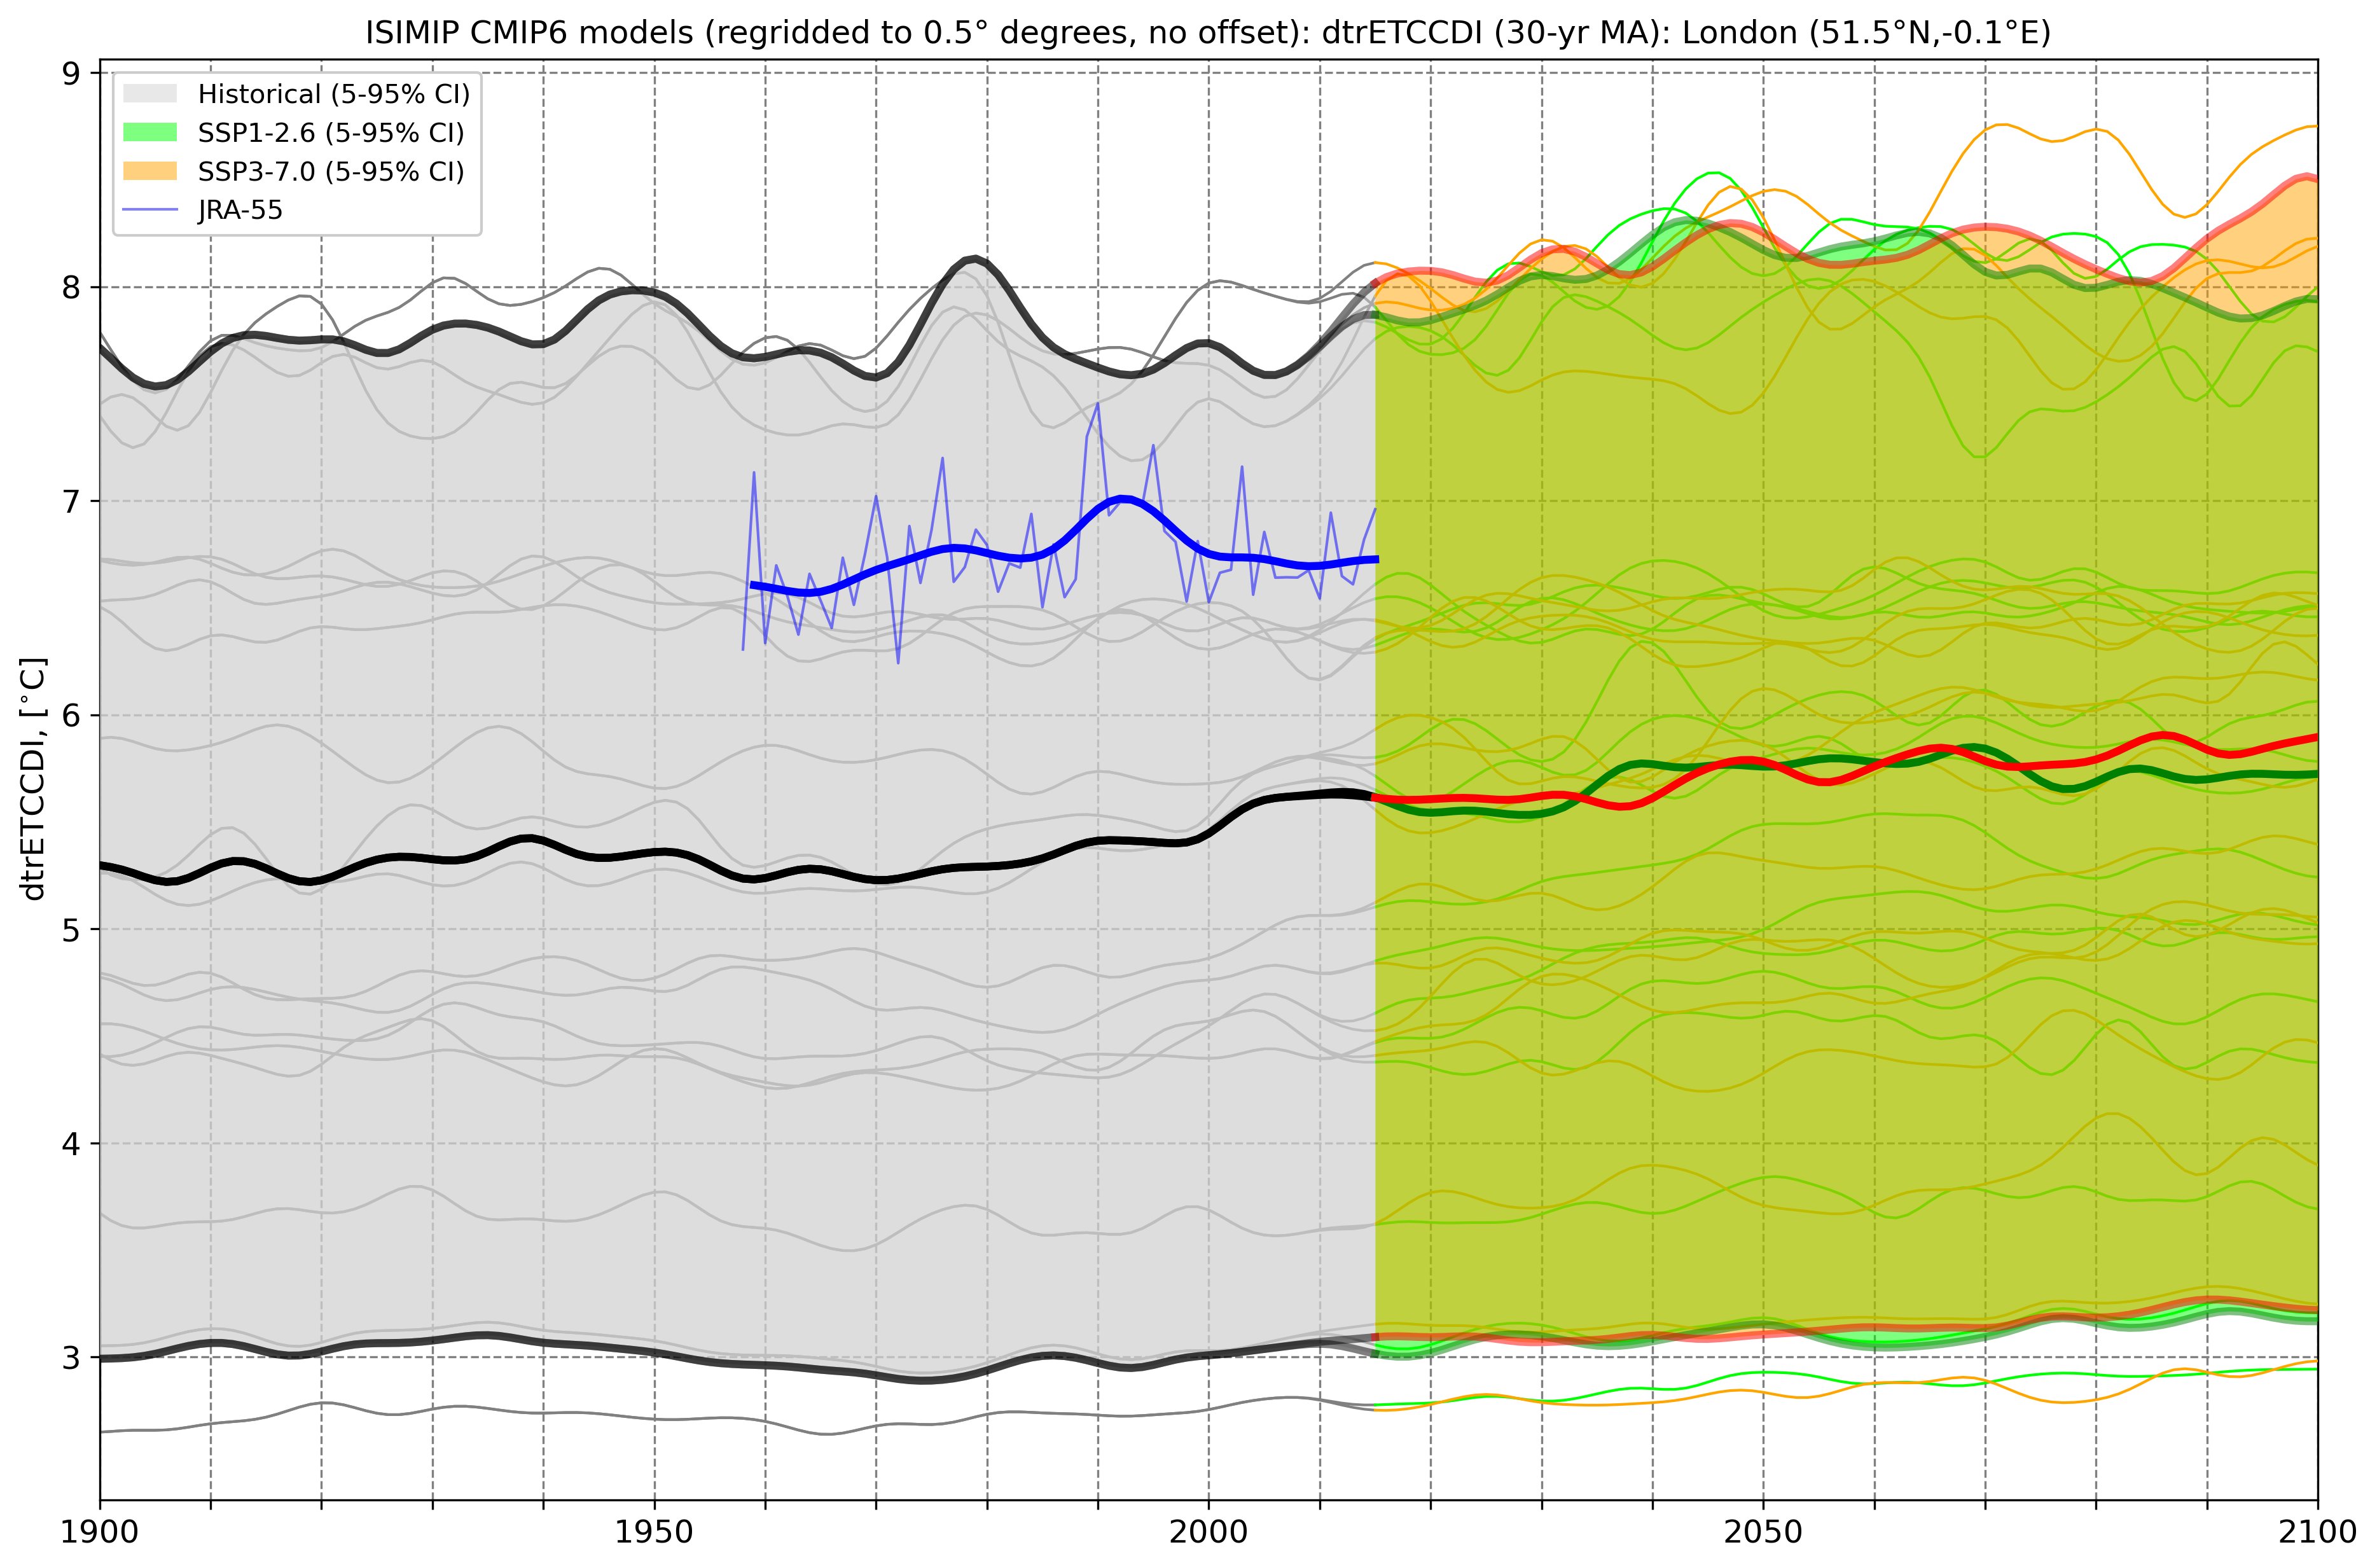 ISIMIP CMIP6 models (regridded to 0.5° degrees, no offset): dtrETCCDI (30-yr MA): London (51.5°N,-0.1°E)
Historical (5-95% CI)
SSP1-2.6 (5-95% CI)
SSP3-7.0 (5-95% CI)
JRA-55
dtrETCCDI, [°C]
9
8
7
6
5
4
3
1900 1950 2000 2050 2100